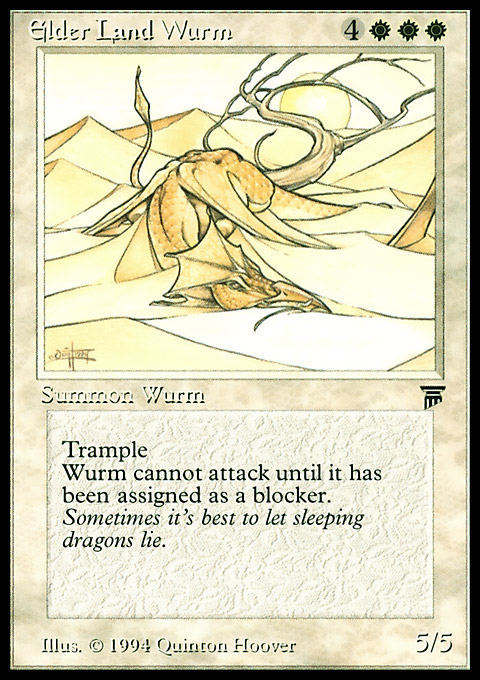 Elder Land Wurm 4
Summon Wurm
Trample
Wurm cannot attack until it has
been assigned as a blocker.
Sometimes it's best to let sleeping
dragons lie.
Illus. © 1994 Quinton Hoover 5/5